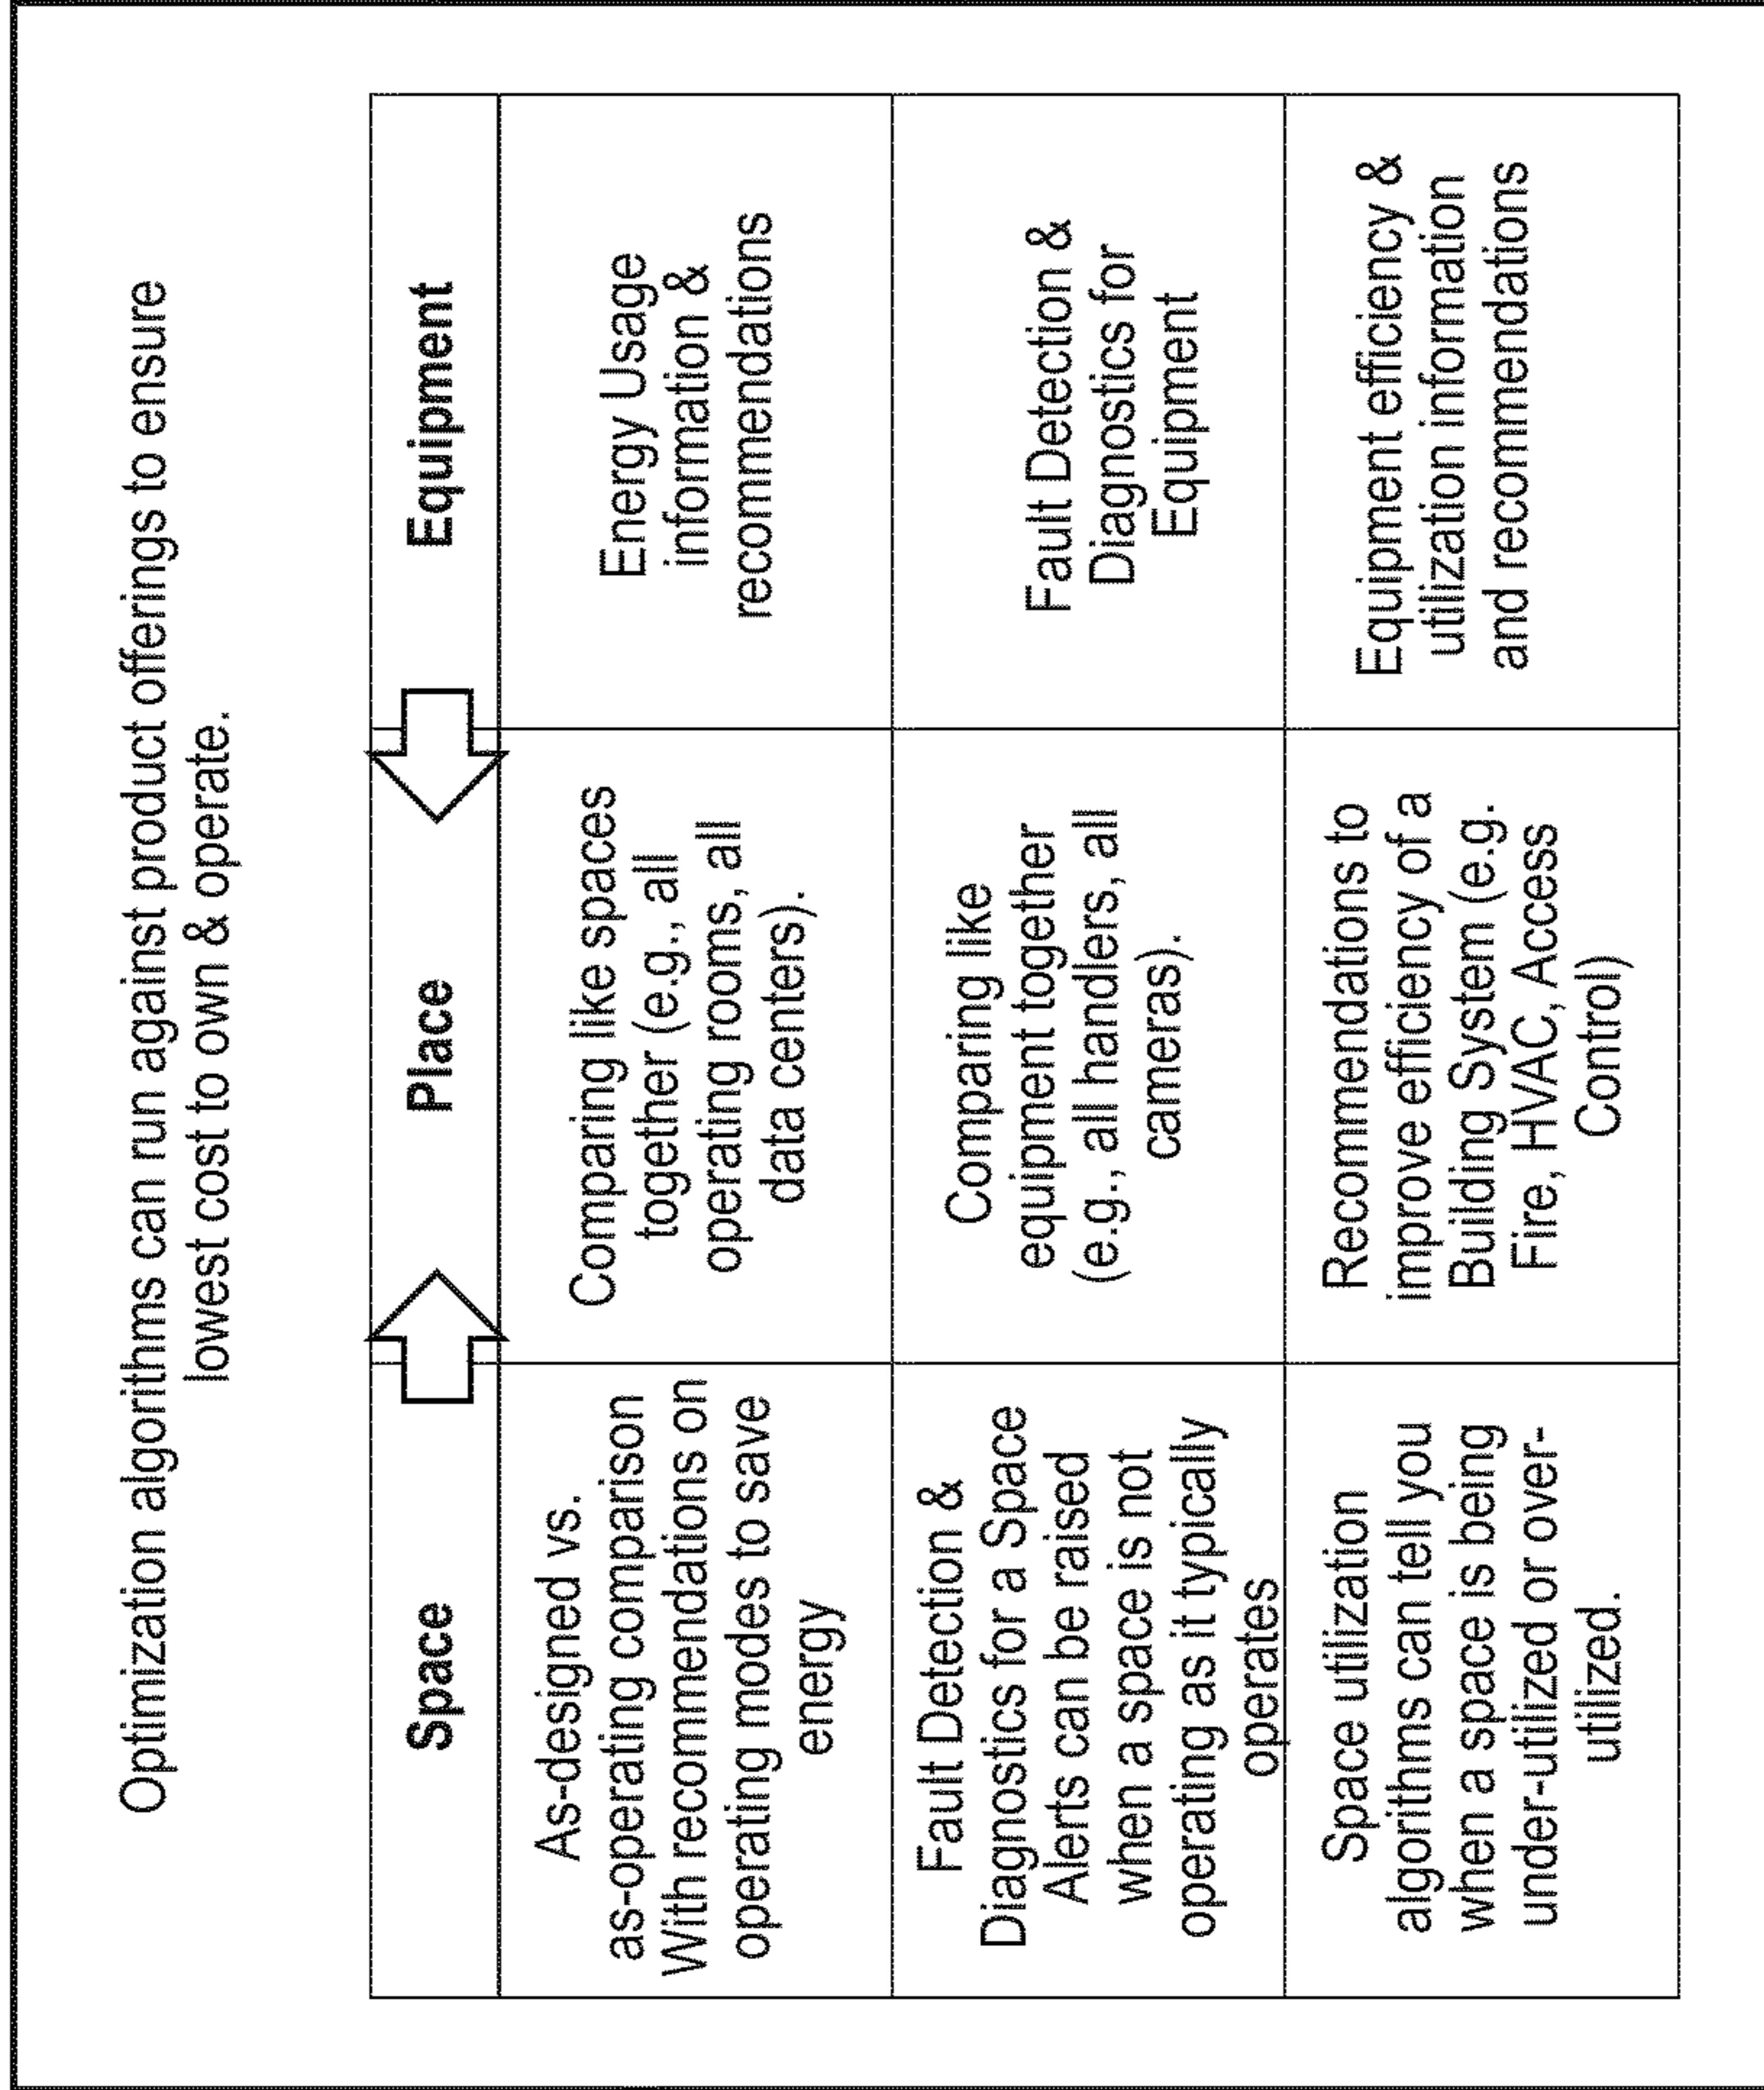 Optimization algorithms can run against product offerings to ensure
lowest cost to own & operate.
Space
Place
Equipment
As-designed vs.
as-operating comparison
With recommendations on
operating modes to save
energy
Comparing like spaces
together (e.g., all
operating rooms, all
data centers).
Energy Usage
information &
recommendations
Fault Detection &
Diagnostics for a Space
Alerts can be raised
when a space is not
operating as it typically
operates
Comparing like
equipment together
(e.g., all handlers, all
cameras).
Fault Detection &
Diagnostics for
Equipment
Space utilization
algorithms can tell you
when a space is being
under-utilized or over-
utilized.
Recommendations to
improve efficiency of a
Building System (e.g.
Fire, HVAC, Access
Control)
Equipment efficiency &
utilization information
and recommendations